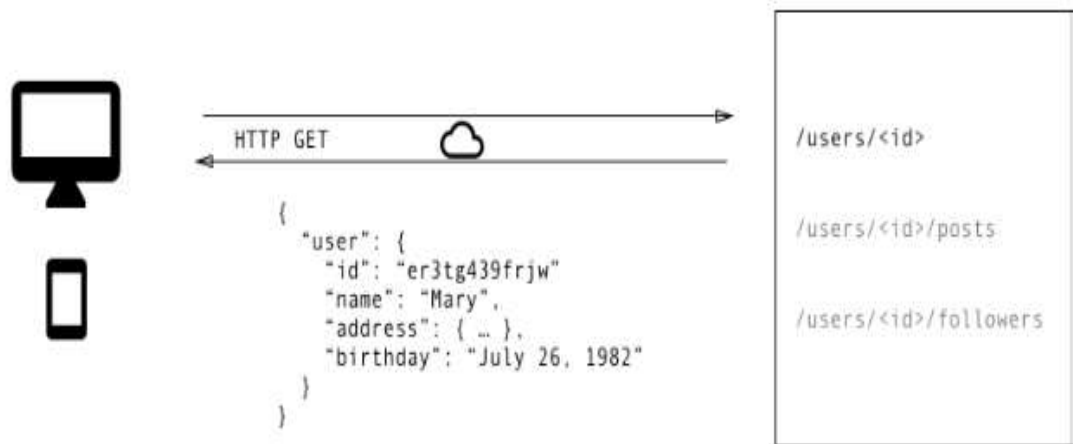 HTTP GET
{
"user": {
"id": "er3tg439frjw"
"name": "Mary",
"address": { … },
"birthday": "July 26, 1982"
}
}
/users/<id>
/users/<id>/posts
/users/<id>/followers